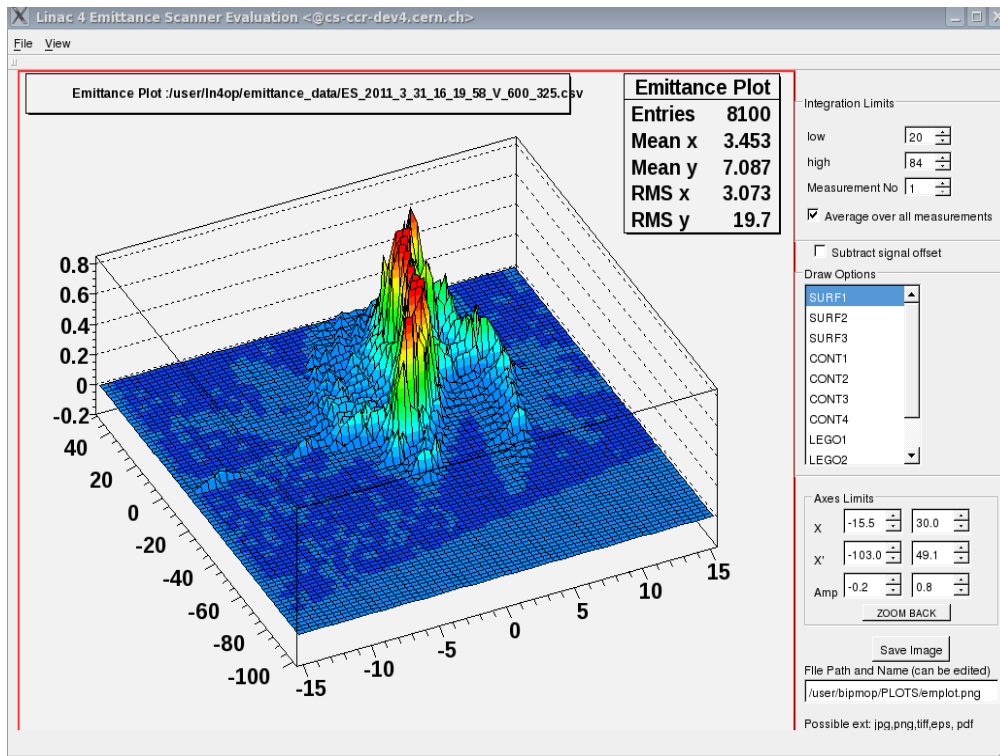 Linac 4 Emittance Scanner Evaluation <@cs-ccr-dev4.cern.ch>
File View
Emittance Plot :/user/ln4op/emittance_data/ES_2011_3_31_16_19_58_V_600_325.csv
Emittance Plot
Entries 8100
Mean x 3.453
Mean y 7.087
RMS x 3.073
RMS y 19.7
0.8
0.6
0.4
0.2
0
-0.2
40
20
0
-20
-40
-60
-80
-100
-15
-10
-5
0
5
10
15
Integration Limits
low 20
high 84
Measurement No 1
Average over all measurements
Subtract signal offset
Draw Options
SURF1
SURF2
SURF3
CONT1
CONT2
CONT3
CONT4
LEGO1
LEGO2
Axes Limits
X -15.5 30.0
X' -103.0 49.1
Amp -0.2 0.8
ZOOM BACK
Save Image
File Path and Name (can be edited)
/user/bipmop/PLOTS/emplot.png
Possible ext: jpg,png,tiff,eps, pdf